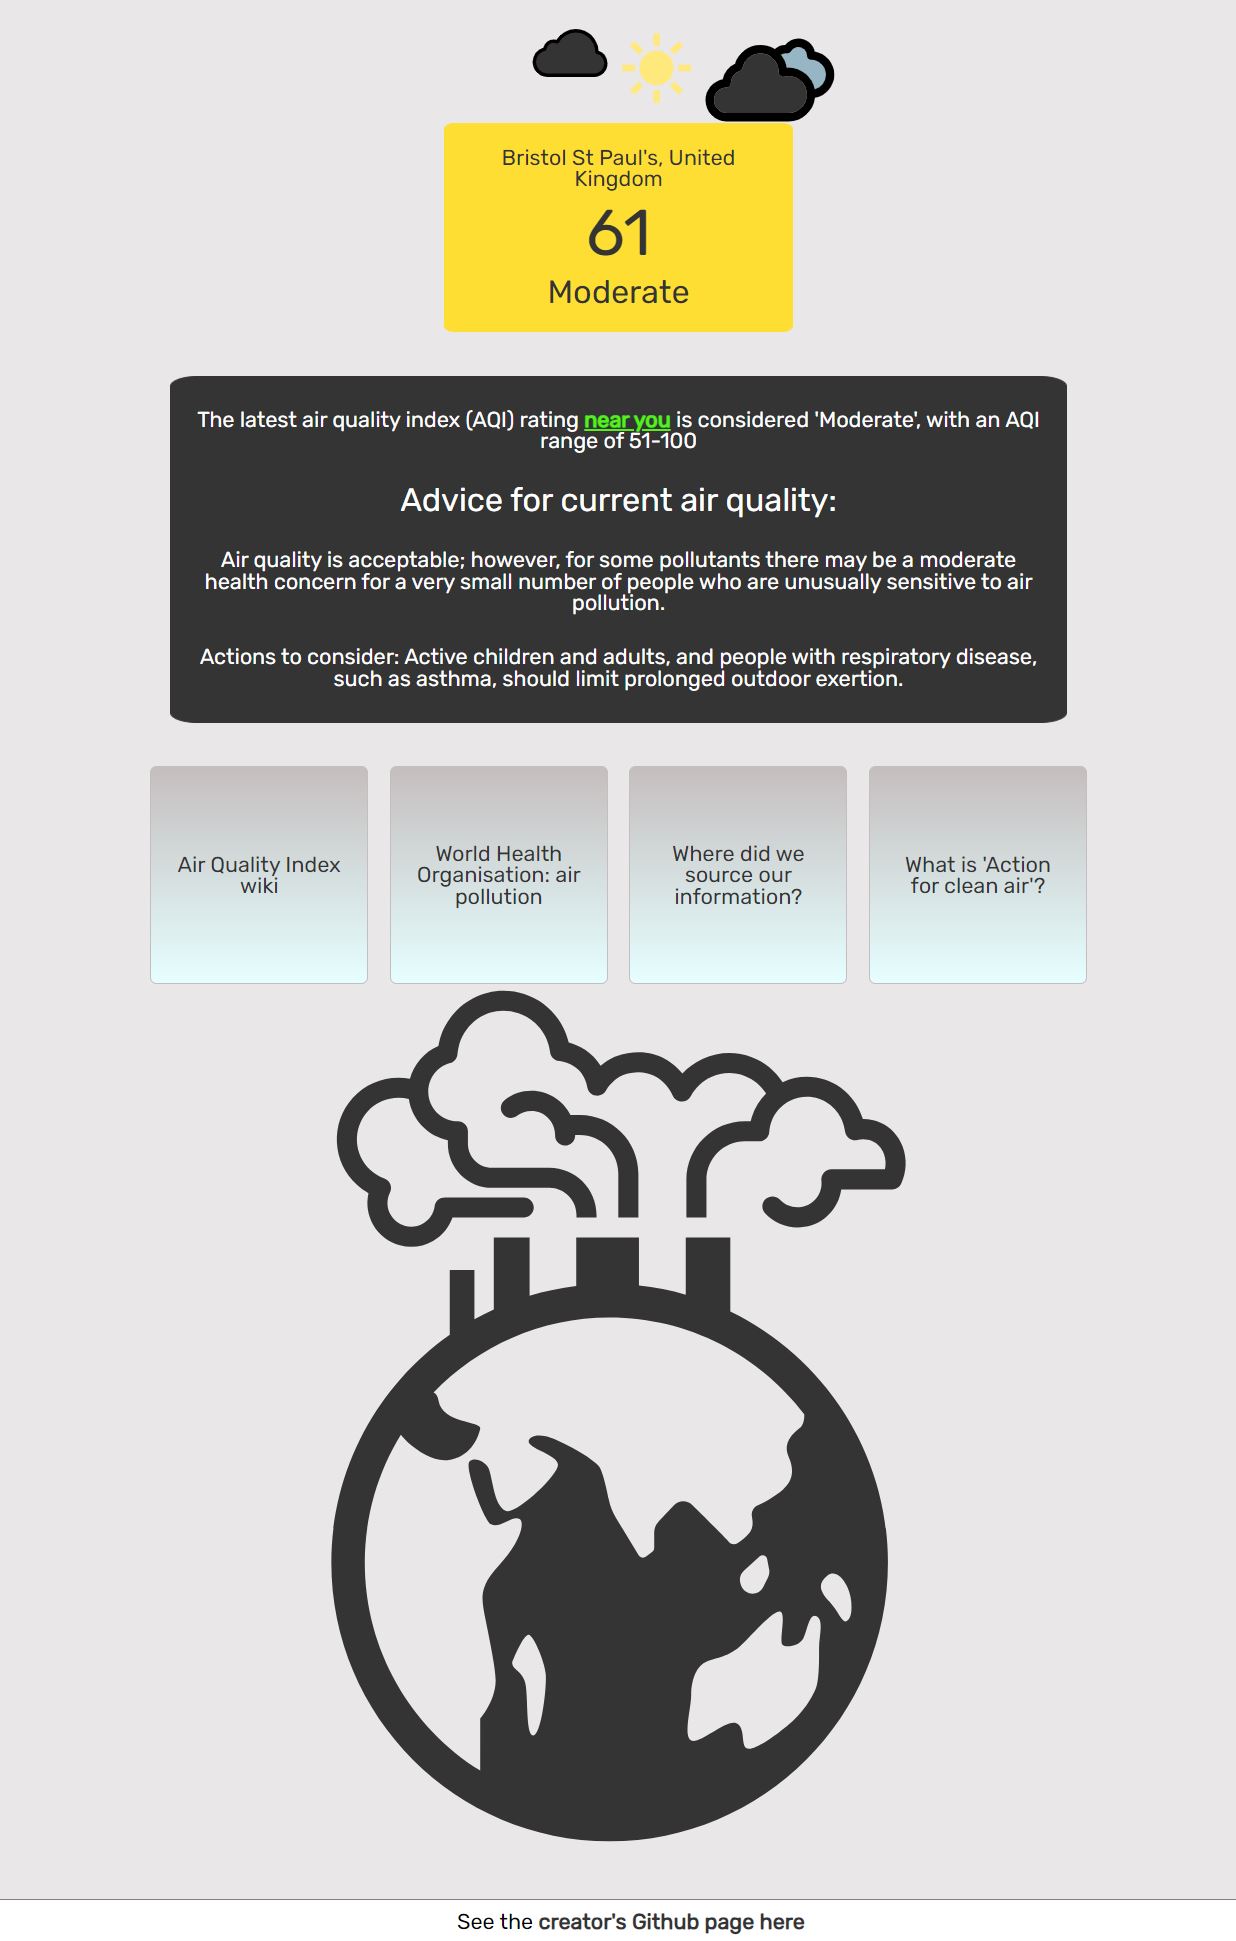 Bristol St Paul's, United
Kingdom
61
Moderate
The latest air quality index (AQI) rating near you is considered 'Moderate', with an AQI
range of 51-100
Advice for current air quality:
Air quality is acceptable; however, for some pollutants there may be a moderate
health concern for a very small number of people who are unusually sensitive to air
pollution.
Actions to consider: Active children and adults, and people with respiratory disease,
such as asthma, should limit prolonged outdoor exertion.
Air Quality Index
wiki
World Health
Organisation: air
pollution
Where did we
source our
information?
What is 'Action
for clean air'?
See the creator's Github page here